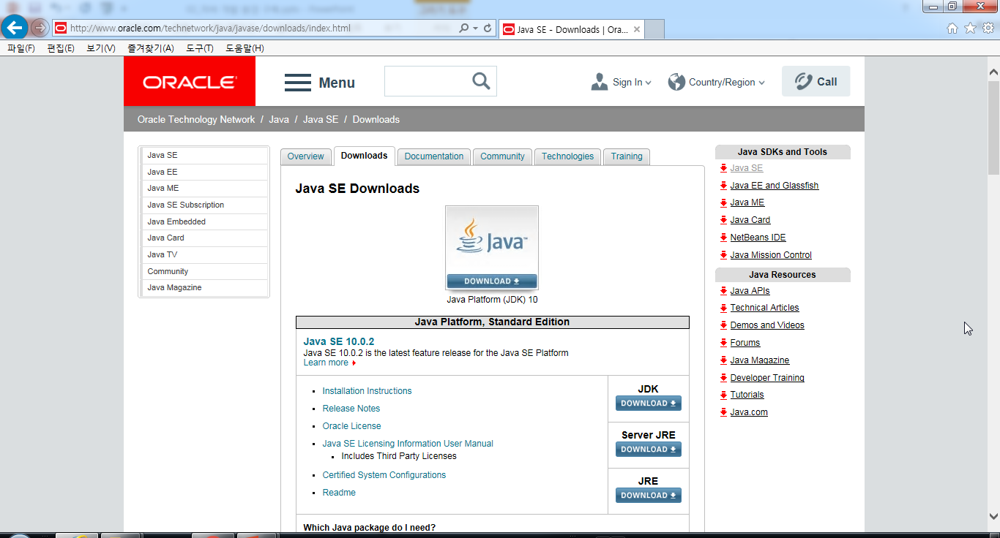 http://www.oracle.com/technetwork/java/javase/downloads/index.html
Java SE - Downloads | Ora...
파일(F) 편집(E) 보기(V) 즐겨찾기(A) 도구(T) 도움말(H)
ORACLE
Menu
Sign In
Country/Region
Call
Oracle Technology Network / Java / Java SE / Downloads
Java SE
Java EE
Java ME
Java SE Subscription
Java Embedded
Java Card
Java TV
Community
Java Magazine
Overview
Downloads
Documentation
Community
Technologies
Training
Java SE Downloads
Java™
DOWNLOAD
Java Platform (JDK) 10
Java Platform, Standard Edition
Java SE 10.0.2
Java SE 10.0.2 is the latest feature release for the Java SE Platform
Learn more
Installation Instructions
Release Notes
Oracle License
Java SE Licensing Information User Manual
Includes Third Party Licenses
Certified System Configurations
Readme
JDK
DOWNLOAD
Server JRE
DOWNLOAD
JRE
DOWNLOAD
Which Java package do I need?
Java SDKs and Tools
Java SE
Java EE and Glassfish
Java ME
Java Card
NetBeans IDE
Java Mission Control
Java Resources
Java APIs
Technical Articles
Demos and Videos
Forums
Java Magazine
Developer Training
Tutorials
Java.com